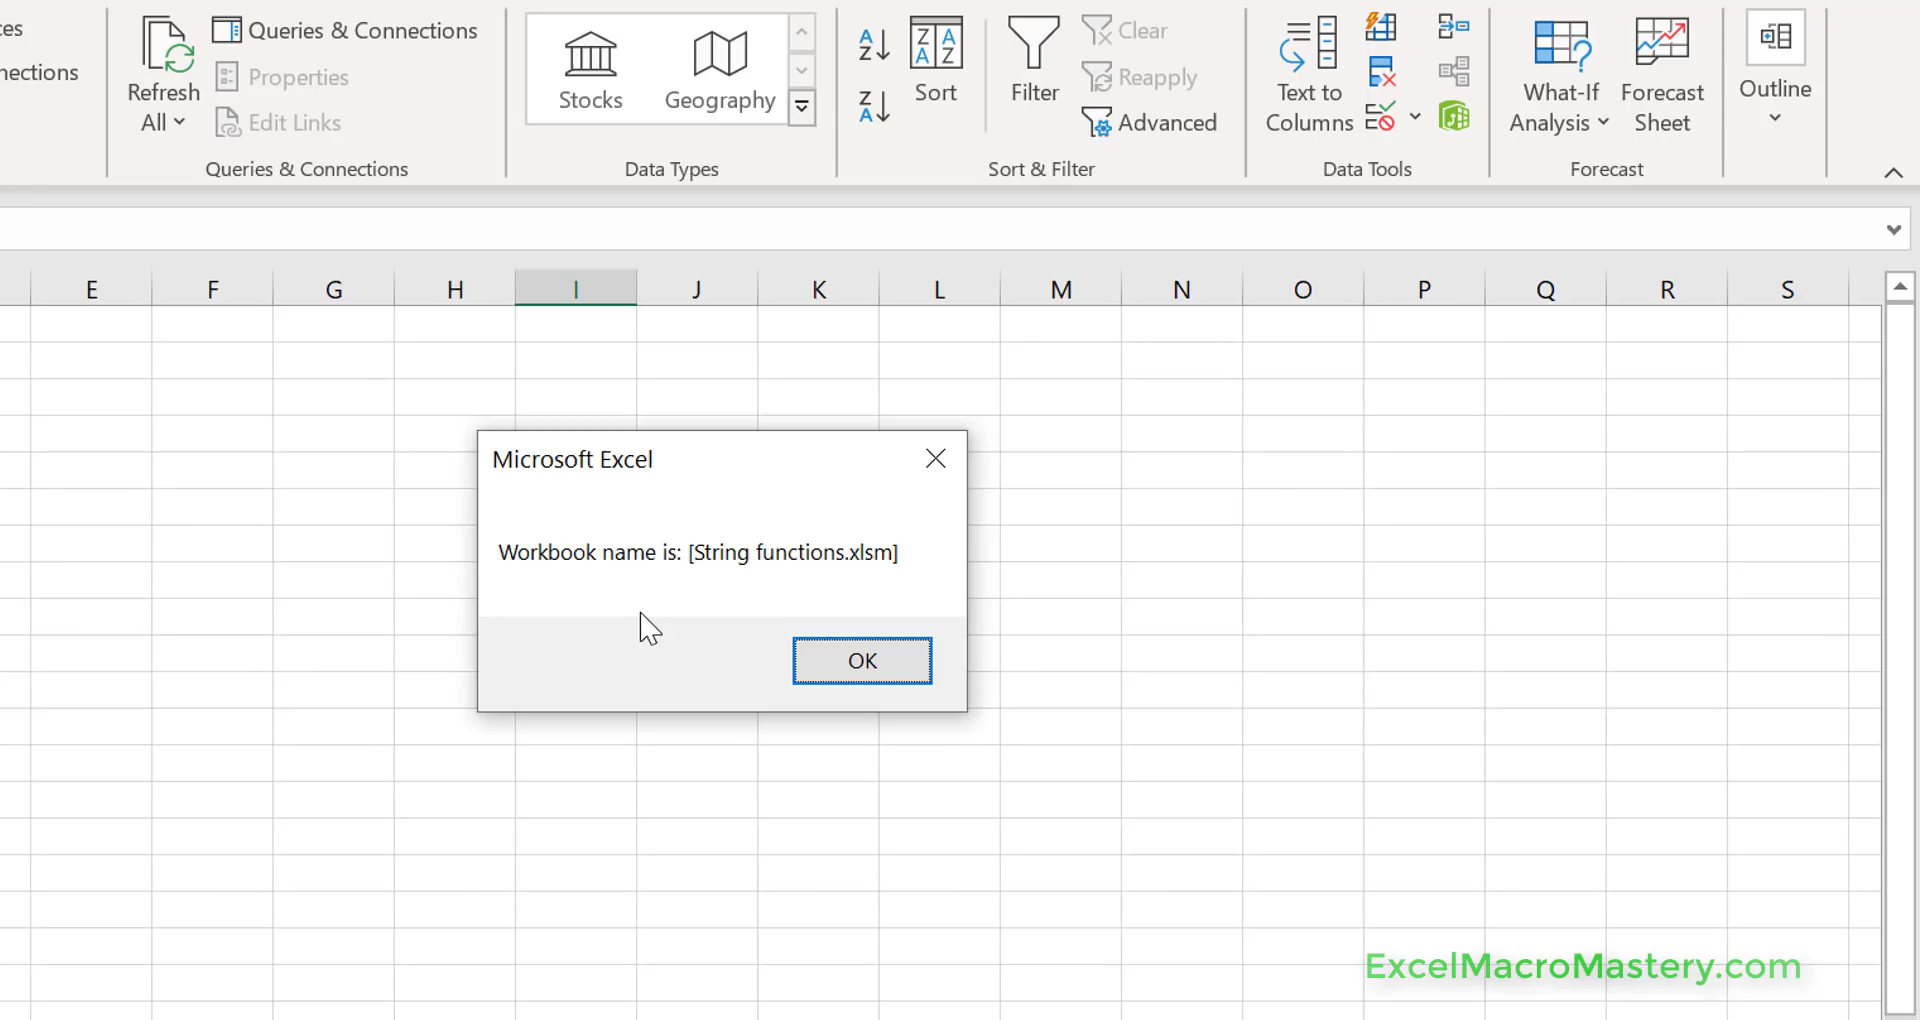 es
nections
Refresh
All
Queries & Connections
Properties
Edit Links
Queries & Connections
Stocks
Geography
Data Types
A
Z
Z
A
Z A
A Z
Sort
Filter
Clear
Reapply
Advanced
Sort & Filter
Text to
Columns
Data Tools
What-If
Analysis
Forecast
Sheet
Forecast
Outline
E F G H I J K L M N O P Q R S
Microsoft Excel
Workbook name is: [String functions.xlsm]
OK
ExcelMacroMastery.com